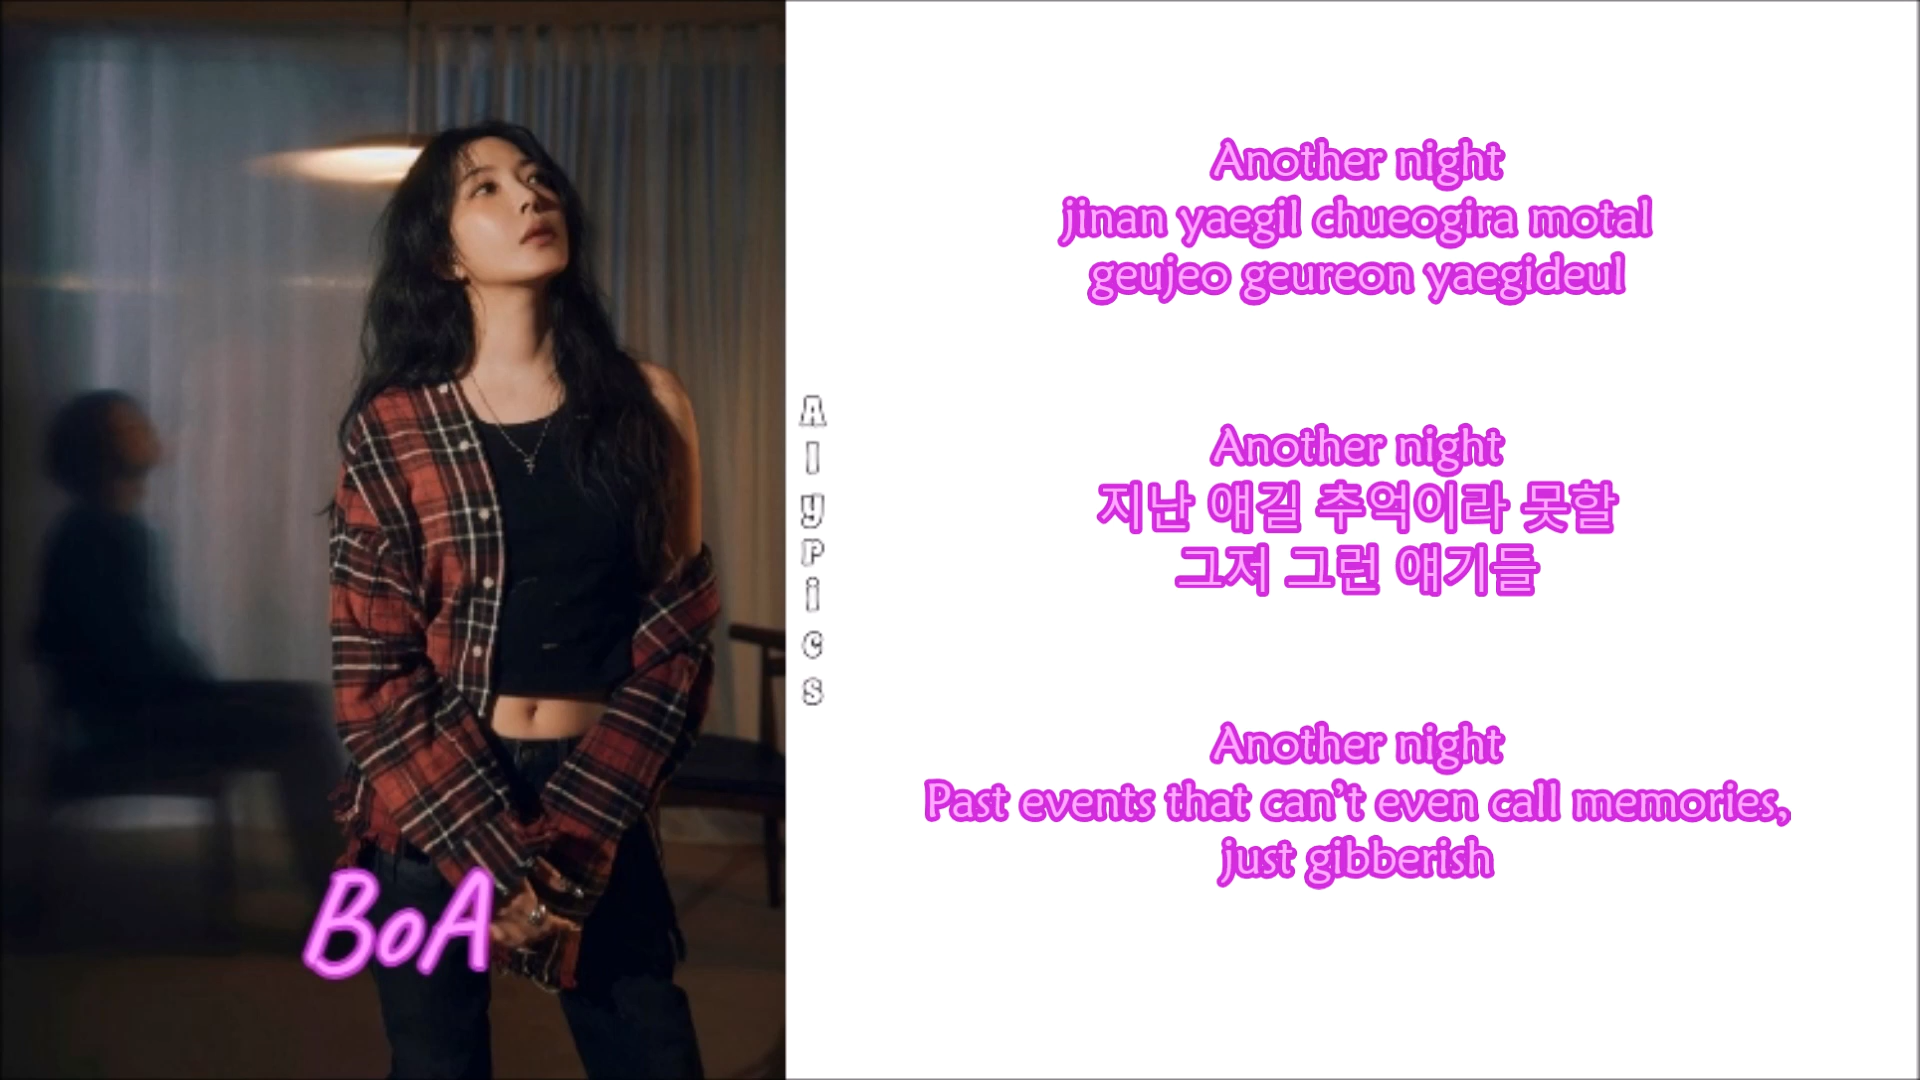 BoA
AlyPics
Another night
jinan yaegil chueogira motal
geujeo geureon yaegideul
Another night
지난 얘길 추억이라 못할
그저 그런 얘기들
Another night
Past events that can’t even call memories,
just gibberish